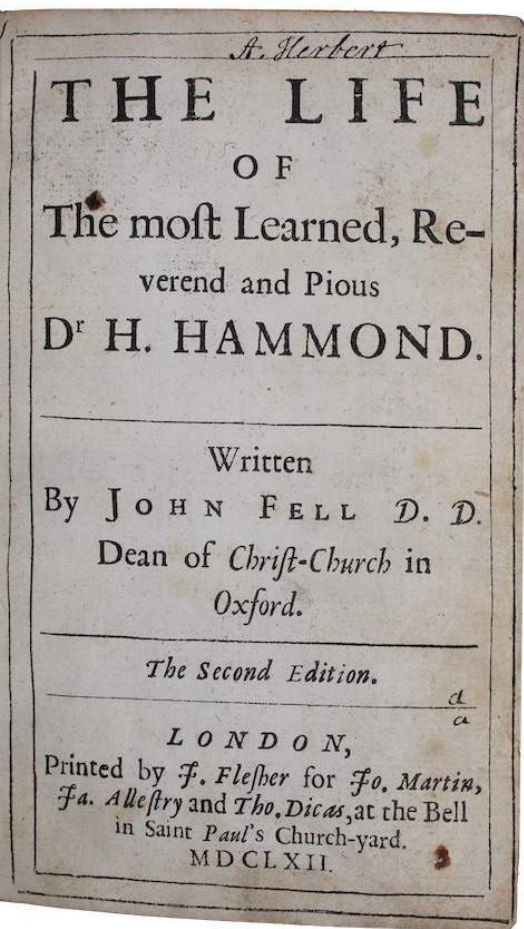 A. Herbert
THE LIFE
OF
The moſt Learned, Re-
verend and Pious
Dʳ H. HAMMOND.
Written
By JOHN FELL D. D.
Dean of Chriſt-Church in
Oxford.
The Second Edition.
d
a
LONDON,
Printed by J. Fleſher for Jo. Martin,
Ja. Alleſtry and Tho. Dicas, at the Bell
in Saint Paul's Church-yard.
MDCLXII.